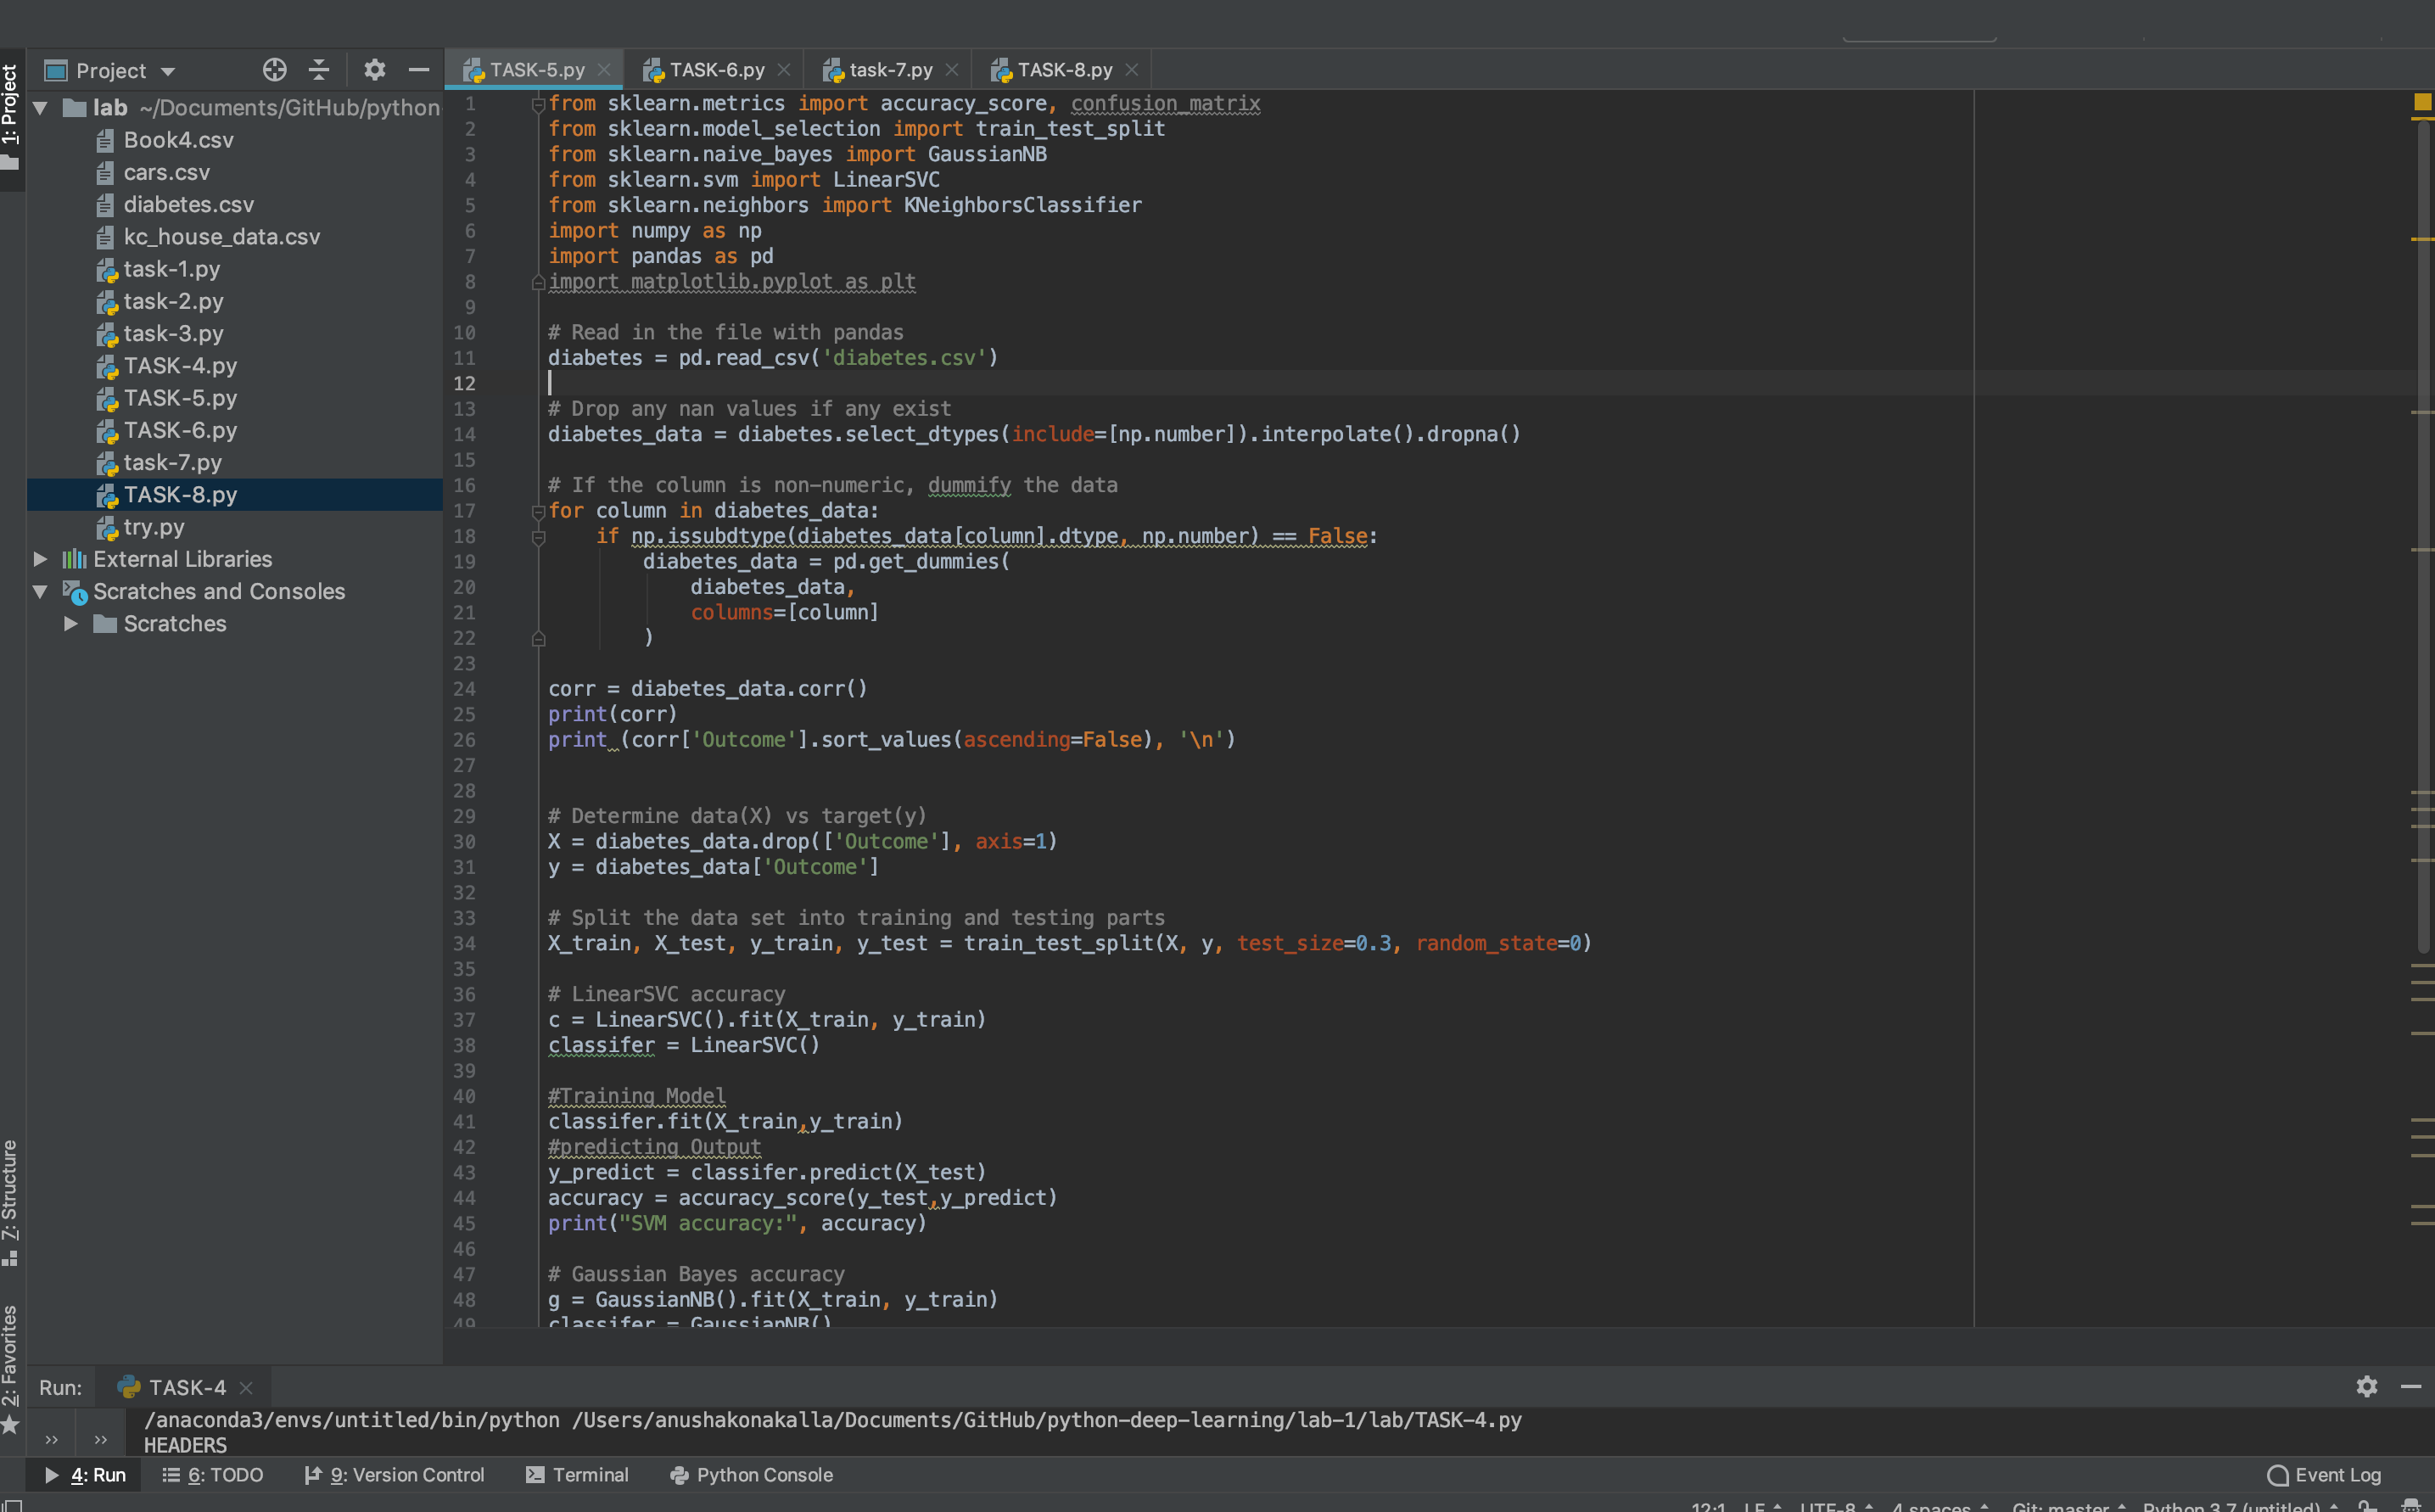 1: Project
Project
lab ~/Documents/GitHub/python-
Book4.csv
cars.csv
diabetes.csv
kc_house_data.csv
task-1.py
task-2.py
task-3.py
TASK-4.py
TASK-5.py
TASK-6.py
task-7.py
TASK-8.py
try.py
External Libraries
Scratches and Consoles
Scratches
7: Structure
2: Favorites
TASK-5.py TASK-6.py task-7.py TASK-8.py
1 from sklearn.metrics import accuracy_score, confusion_matrix
2 from sklearn.model_selection import train_test_split
3 from sklearn.naive_bayes import GaussianNB
4 from sklearn.svm import LinearSVC
5 from sklearn.neighbors import KNeighborsClassifier
6 import numpy as np
7 import pandas as pd
8 import matplotlib.pyplot as plt
9
10 # Read in the file with pandas
11 diabetes = pd.read_csv('diabetes.csv')
12
13 # Drop any nan values if any exist
14 diabetes_data = diabetes.select_dtypes(include=[np.number]).interpolate().dropna()
15
16 # If the column is non-numeric, dummify the data
17 for column in diabetes_data:
18     if np.issubdtype(diabetes_data[column].dtype, np.number) == False:
19         diabetes_data = pd.get_dummies(
20             diabetes_data,
21             columns=[column]
22         )
23
24 corr = diabetes_data.corr()
25 print(corr)
26 print (corr['Outcome'].sort_values(ascending=False), '\n')
27
28
29 # Determine data(X) vs target(y)
30 X = diabetes_data.drop(['Outcome'], axis=1)
31 y = diabetes_data['Outcome']
32
33 # Split the data set into training and testing parts
34 X_train, X_test, y_train, y_test = train_test_split(X, y, test_size=0.3, random_state=0)
35
36 # LinearSVC accuracy
37 c = LinearSVC().fit(X_train, y_train)
38 classifer = LinearSVC()
39
40 #Training Model
41 classifer.fit(X_train,y_train)
42 #predicting Output
43 y_predict = classifer.predict(X_test)
44 accuracy = accuracy_score(y_test,y_predict)
45 print("SVM accuracy:", accuracy)
46
47 # Gaussian Bayes accuracy
48 g = GaussianNB().fit(X_train, y_train)
49 classifer = GaussianNB()
Run: TASK-4
/anaconda3/envs/untitled/bin/python /Users/anushakonakalla/Documents/GitHub/python-deep-learning/lab-1/lab/TASK-4.py
HEADERS
4: Run 6: TODO 9: Version Control Terminal Python Console Event Log
12:1 LF UTF-8 4 spaces Git: master Python 3.7 (untitled)